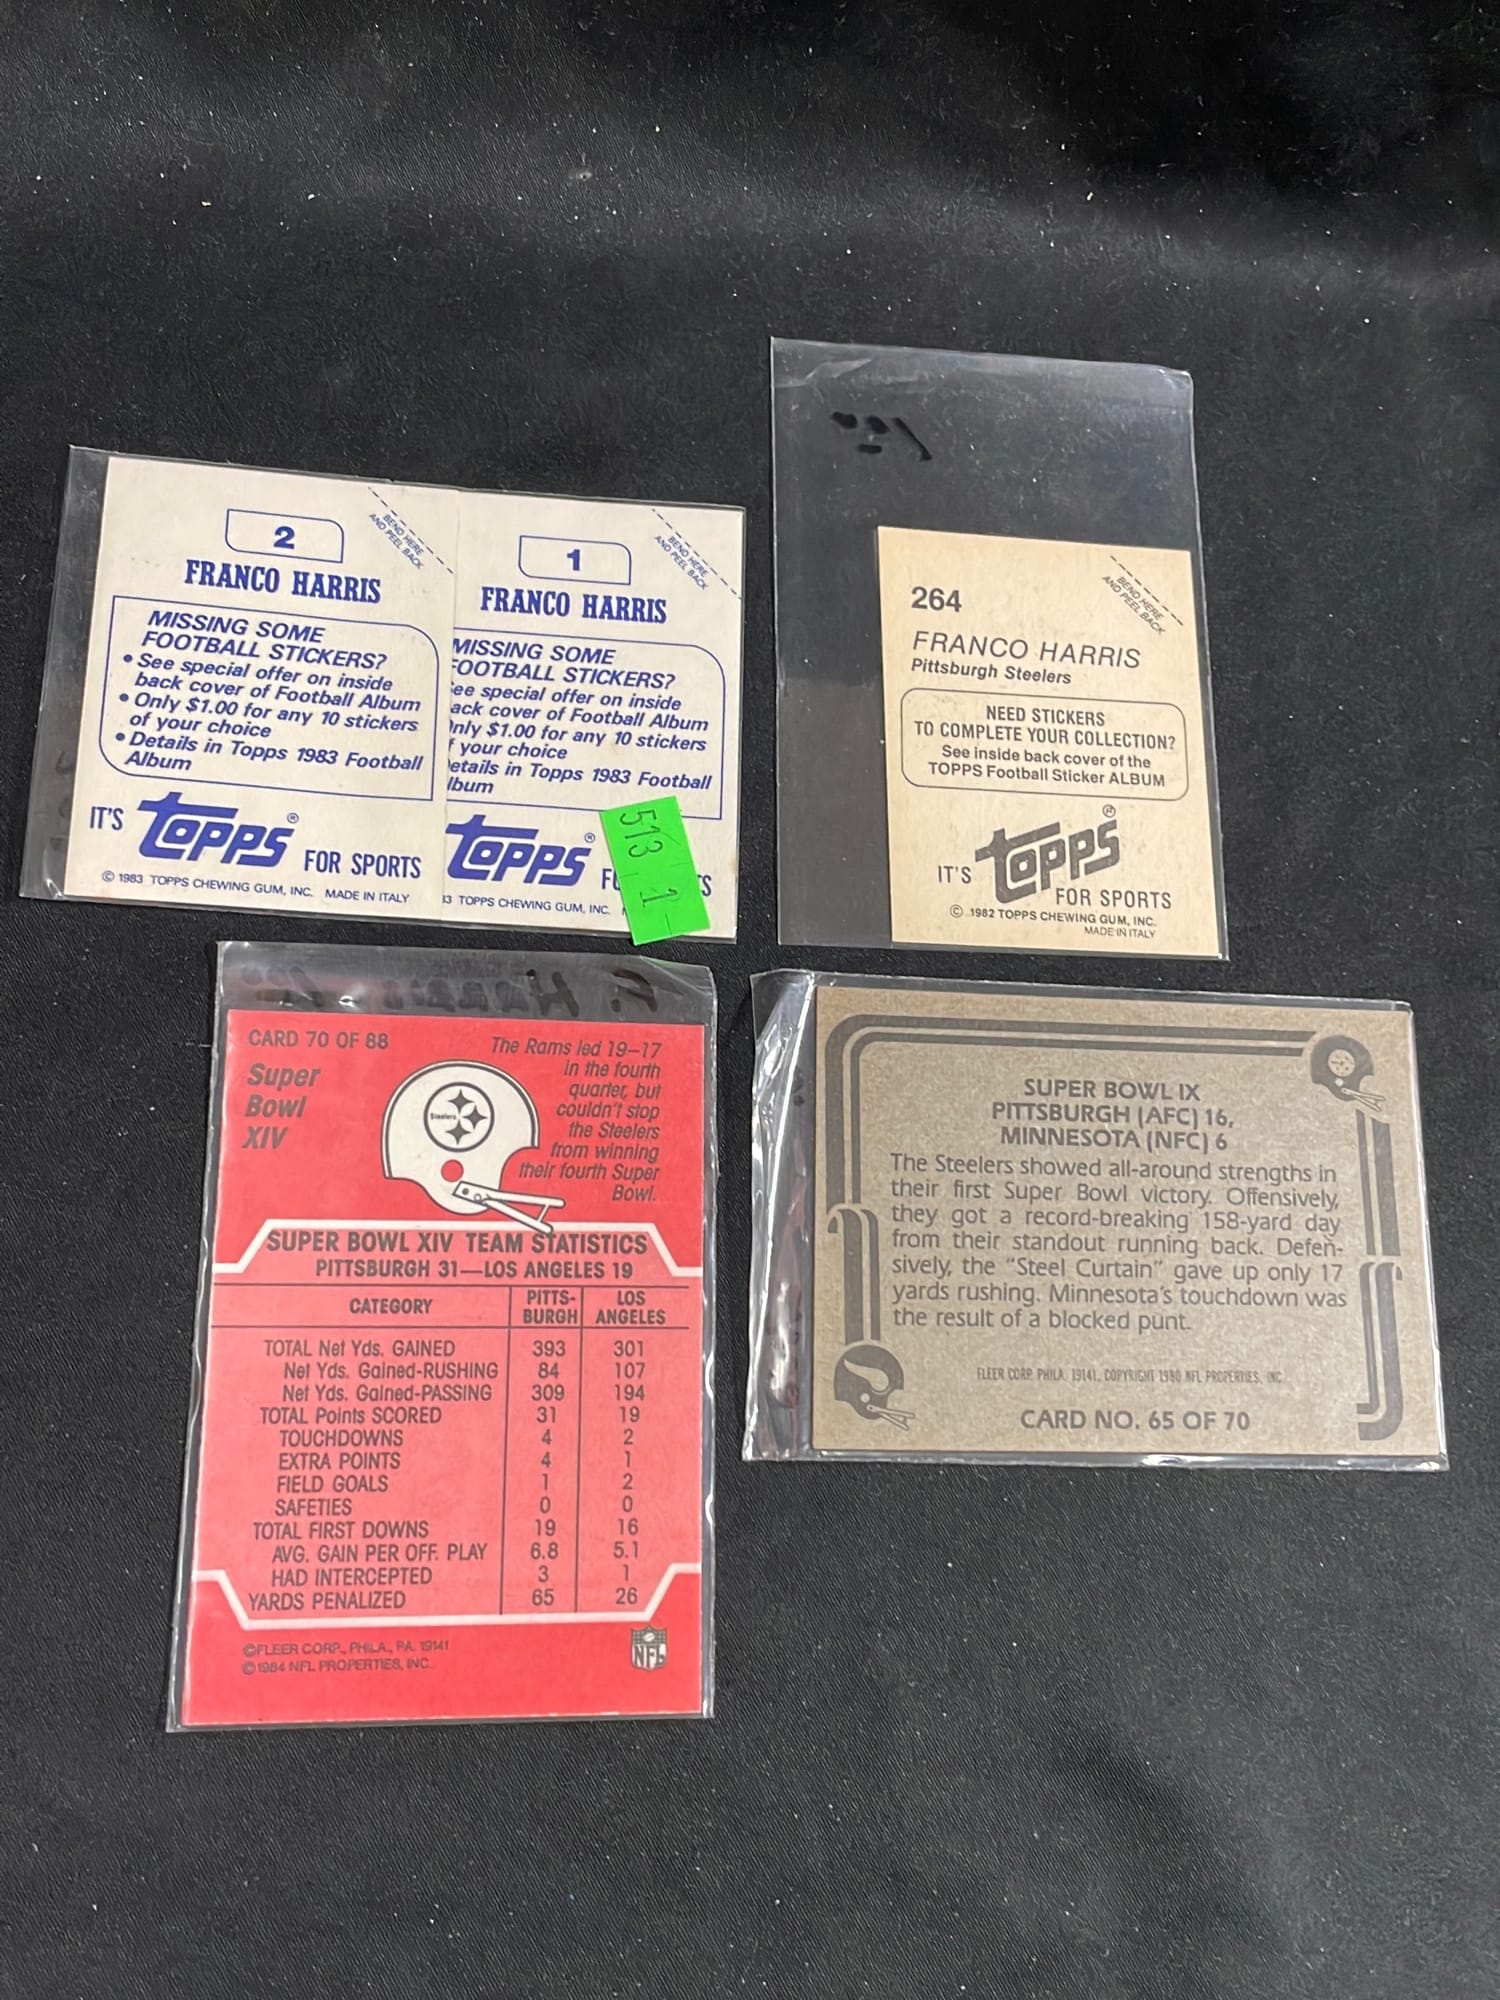 2
FRANCO HARRIS
BEND HERE
AND PEEL BACK
MISSING SOME
FOOTBALL STICKERS?
• See special offer on inside
back cover of Football Album
• Only $1.00 for any 10 stickers
of your choice
• Details in Topps 1983 Football
Album
IT'S topps® FOR SPORTS
© 1983 TOPPS CHEWING GUM, INC. MADE IN ITALY
1
FRANCO HARRIS
BEND HERE
AND PEEL BACK
MISSING SOME
FOOTBALL STICKERS?
See special offer on inside
ack cover of Football Album
Only $1.00 for any 10 stickers
f your choice
etails in Topps 1983 Football
lbum
topps®
TOPPS CHEWING GUM, INC.
264
BEND HERE
AND PEEL BACK
FRANCO HARRIS
Pittsburgh Steelers
NEED STICKERS
TO COMPLETE YOUR COLLECTION?
See inside back cover of the
TOPPS Football Sticker ALBUM
IT'S topps®
FOR SPORTS
© 1982 TOPPS CHEWING GUM, INC.
MADE IN ITALY
CARD 70 OF 88
Super
Bowl
XIV
Steelers
The Rams led 19–17
in the fourth
quarter, but
couldn't stop
the Steelers
from winning
their fourth Super
Bowl.
SUPER BOWL XIV TEAM STATISTICS
PITTSBURGH 31—LOS ANGELES 19
CATEGORY PITTS-BURGH LOS ANGELES
TOTAL Net Yds. GAINED 393 301
Net Yds. Gained-RUSHING 84 107
Net Yds. Gained-PASSING 309 194
TOTAL Points SCORED 31 19
TOUCHDOWNS 4 2
EXTRA POINTS 4 1
FIELD GOALS 1 2
SAFETIES 0 0
TOTAL FIRST DOWNS 19 16
AVG. GAIN PER OFF. PLAY 6.8 5.1
HAD INTERCEPTED 3 1
YARDS PENALIZED 65 26
©FLEER CORP., PHILA., PA. 19141
©1984 NFL PROPERTIES, INC.
NFL
SUPER BOWL IX
PITTSBURGH (AFC) 16,
MINNESOTA (NFC) 6
The Steelers showed all-around strengths in
their first Super Bowl victory. Offensively,
they got a record-breaking 158-yard day
from their standout running back. Defen-
sively, the "Steel Curtain" gave up only 17
yards rushing. Minnesota's touchdown was
the result of a blocked punt.
FLEER CORP. PHILA. 19141, COPYRIGHT 1980 NFL PROPERTIES, INC.
CARD NO. 65 OF 70